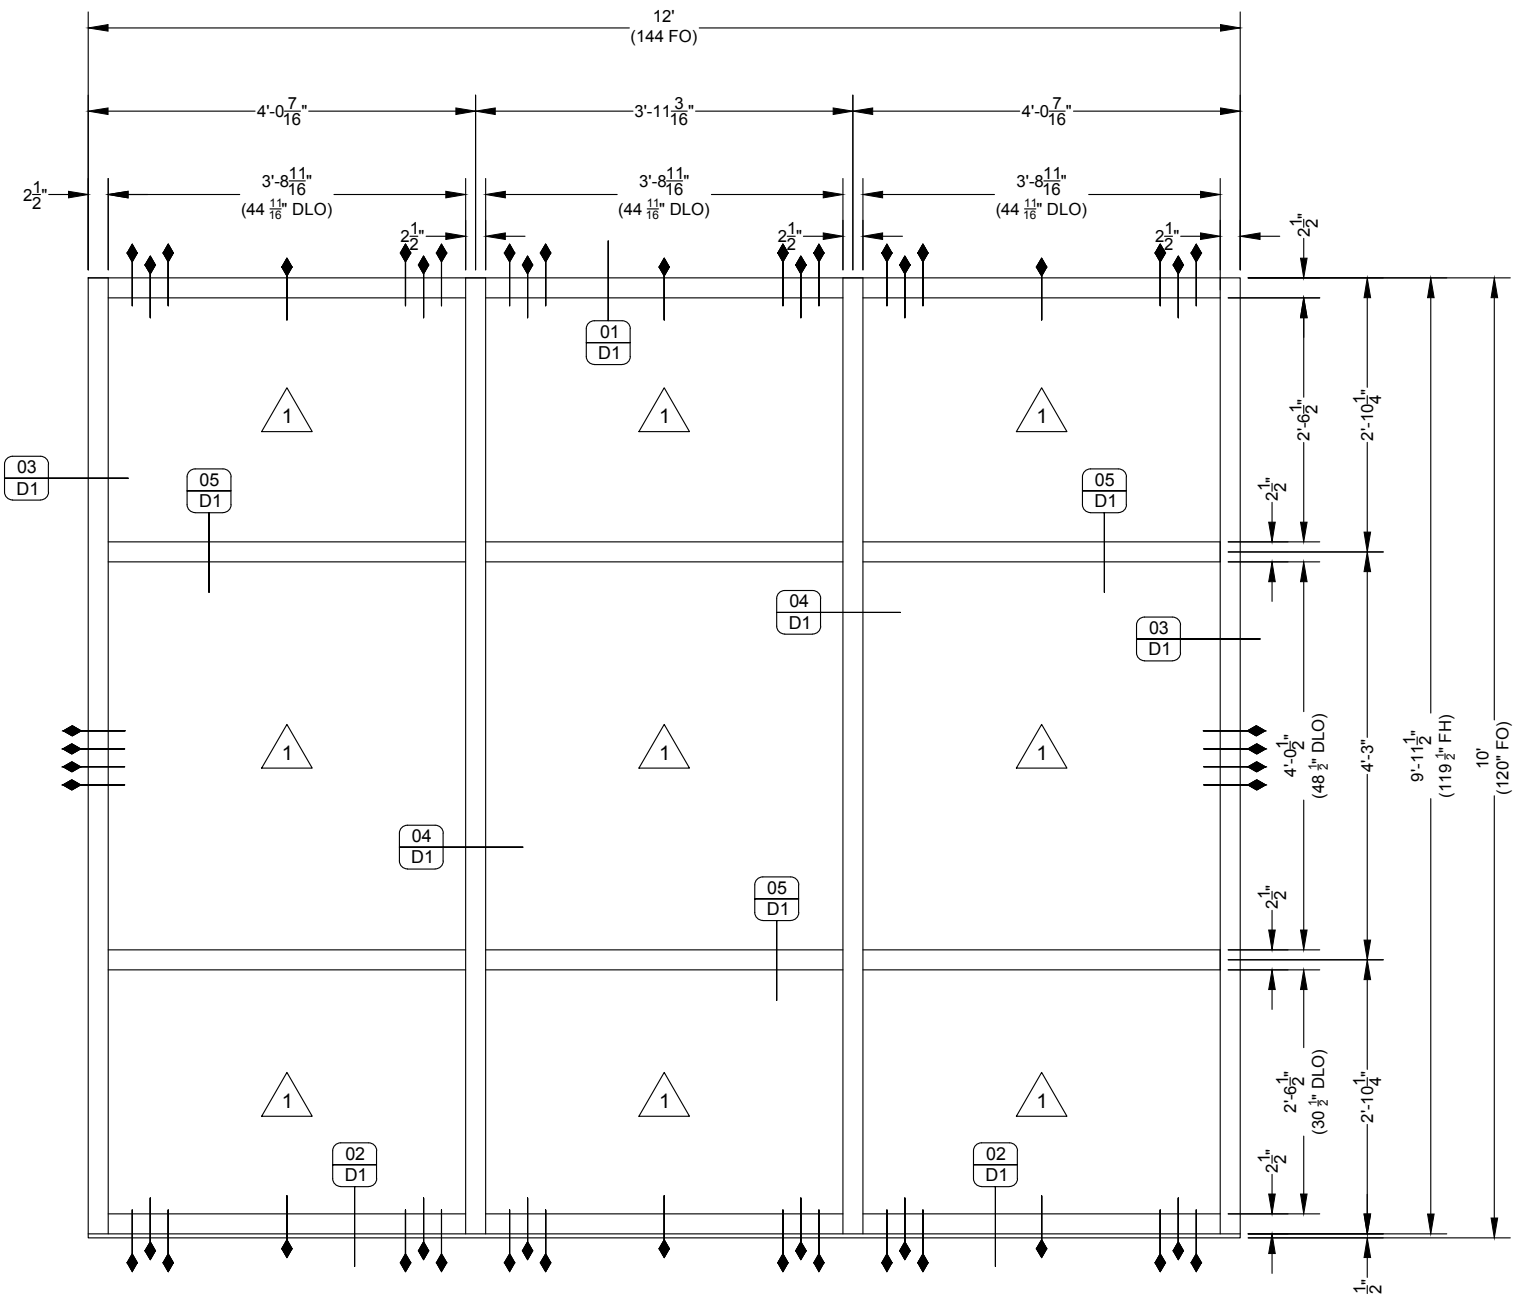 12'
(144 FO)
4'-0 7/16"
3'-11 3/16"
4'-0 7/16"
2 1/2"
3'-8 11/16"
(44 11/16" DLO)
3'-8 11/16"
(44 11/16" DLO)
3'-8 11/16"
(44 11/16" DLO)
2 1/2"
2 1/2"
2 1/2"
2 1/2"
01
D1
1
1
1
2'-6 1/2"
2'-10 1/4"
03
D1
05
D1
05
D1
2 1/2"
04
D1
03
D1
1
1
1
4'-0 1/2"
(48 1/2" DLO)
4'-3"
9'-11 1/2"
(119 1/2" FH)
10'
(120" FO)
04
D1
05
D1
2 1/2"
1
1
1
2'-6 1/2"
(30 1/2" DLO)
2'-10 1/4"
02
D1
02
D1
2 1/2"
1/2"